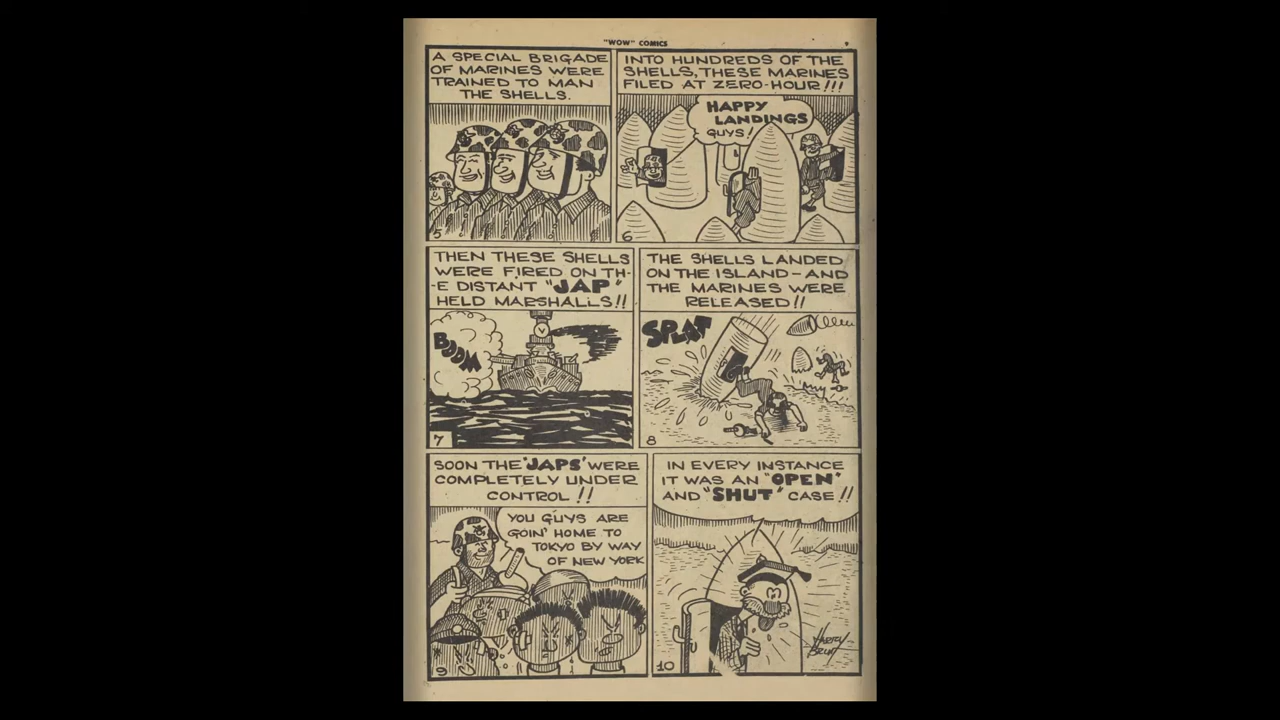 "WOW" COMICS
9
A SPECIAL BRIGADE
OF MARINES WERE
TRAINED TO MAN
THE SHELLS.
5
INTO HUNDREDS OF THE
SHELLS, THESE MARINES
FILED AT ZERO-HOUR!!!
HAPPY
LANDINGS
GUYS!
6
THEN THESE SHELLS
WERE FIRED ON TH-
-E DISTANT "JAP"
HELD MARSHALLS!!
BOOM
V
7
THE SHELLS LANDED
ON THE ISLAND - AND
THE MARINES WERE
RELEASED!!
SPLAT
8
SOON THE 'JAPS' WERE
COMPLETELY UNDER
CONTROL!!
YOU GUYS ARE
GOIN' HOME TO
TOKYO BY WAY
OF NEW YORK
9
IN EVERY INSTANCE
IT WAS AN "OPEN"
AND "SHUT" CASE!!
10